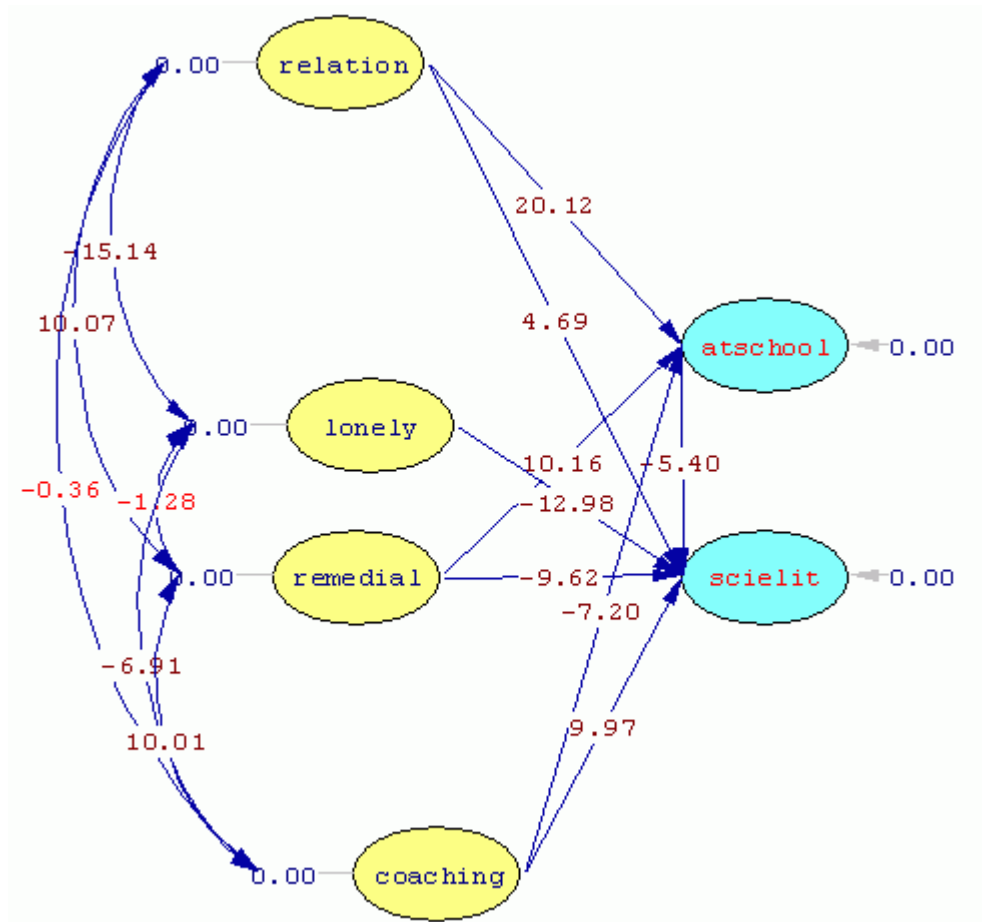 0.00 relation
20.12
-15.14
10.07
4.69
atschool 0.00
0.00 lonely
10.16 -5.40
-0.36 -1.28 -12.98
0.00 remedial -9.62 scielit 0.00
-7.20
-6.91
9.97
10.01
0.00 coaching